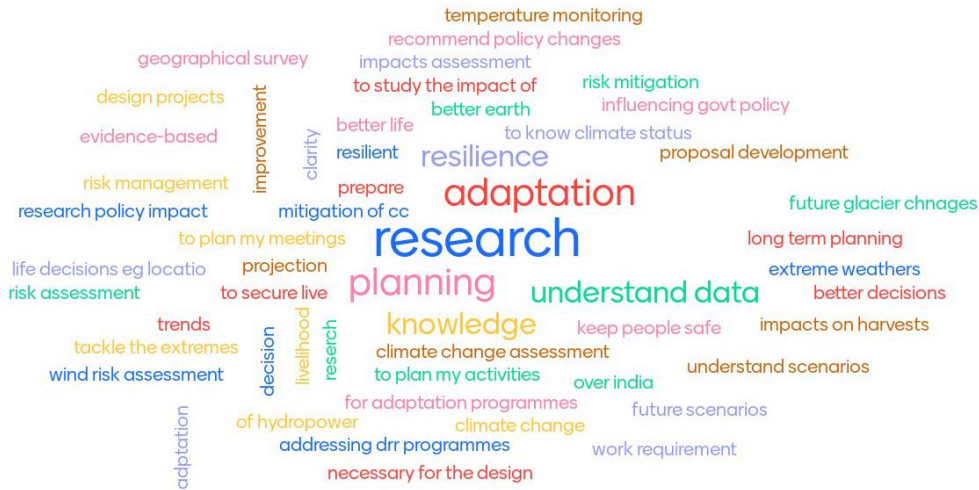 temperature monitoring
recommend policy changes
geographical survey
impacts assessment
to study the impact of
risk mitigation
design projects
better earth
influencing govt policy
evidence-based
improvement
clarity
better life
to know climate status
resilient
resilience
proposal development
risk management
prepare
adaptation
research policy impact
mitigation of cc
future glacier chnages
to plan my meetings
research
long term planning
life decisions eg locatio
projection
extreme weathers
risk assessment
to secure live
planning
understand data
better decisions
trends
decision
livelihood
reserch
knowledge
keep people safe
impacts on harvests
tackle the extremes
climate change assessment
understand scenarios
wind risk assessment
to plan my activities
over india
for adaptation programmes
future scenarios
adptation
of hydropower
climate change
addressing drr programmes
work requirement
necessary for the design